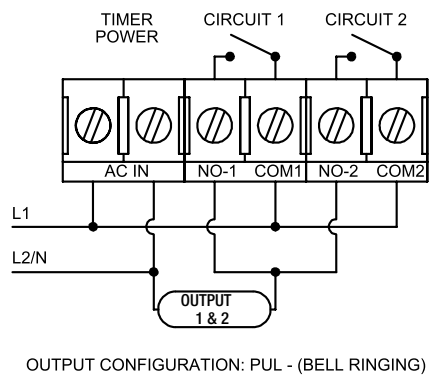 TIMER
POWER
CIRCUIT 1
CIRCUIT 2
AC IN
NO-1
COM1
NO-2
COM2
L1
L2/N
OUTPUT
1 & 2
OUTPUT CONFIGURATION: PUL - (BELL RINGING)